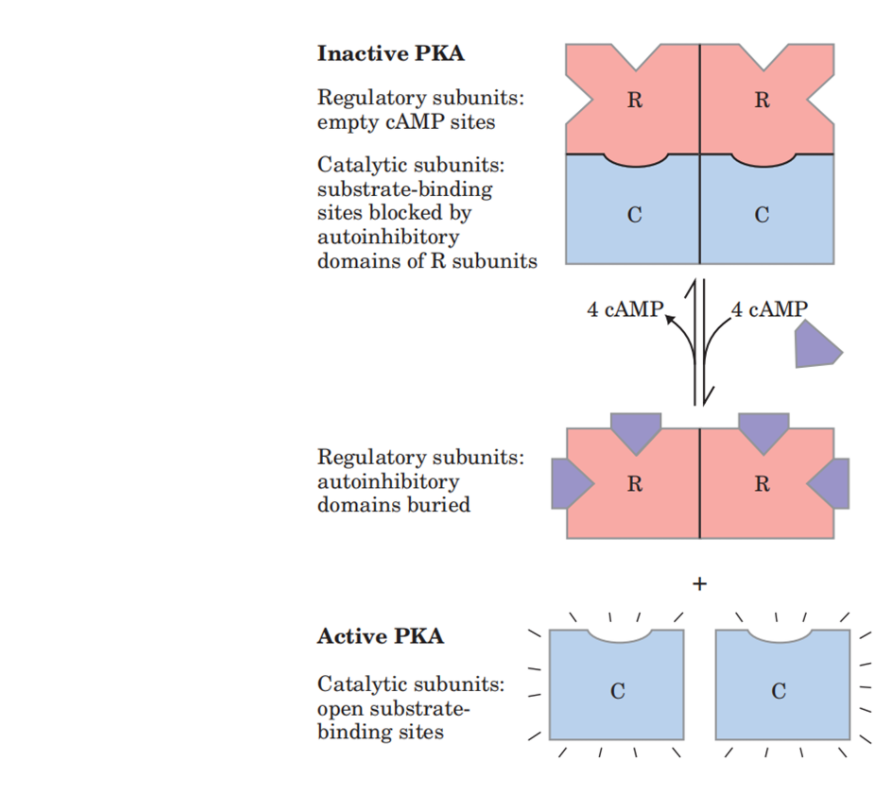 Inactive PKA
Regulatory subunits:
empty cAMP sites
R R
Catalytic subunits:
substrate-binding
sites blocked by
autoinhibitory
domains of R subunits
C C
4 cAMP 4 cAMP
Regulatory subunits:
autoinhibitory
domains buried
R R
+
Active PKA
Catalytic subunits:
open substrate-
binding sites
C C